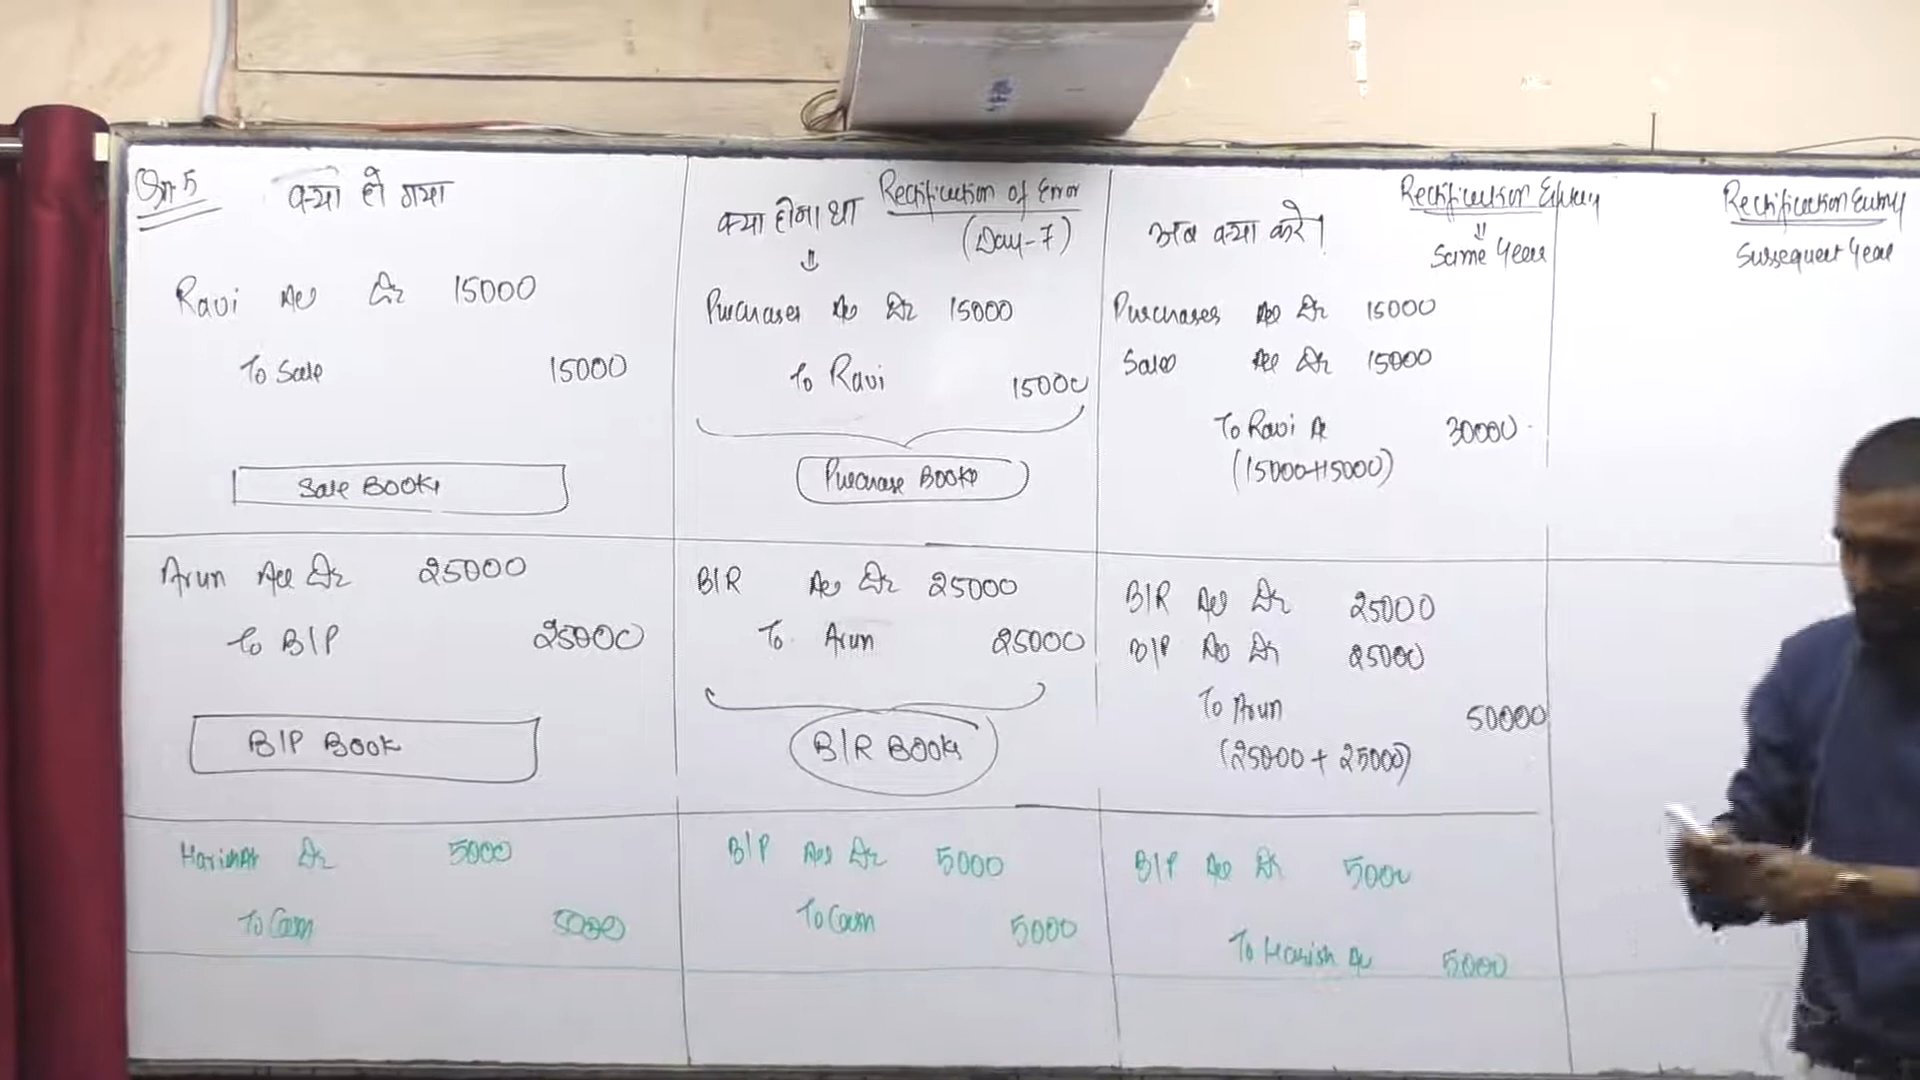 Qn 5
क्या हो गया
Ravi A/c Dr 15000
To Sale 15000
Sale Book
क्या होना था
⇓
Rectification of Error
(Day-7)
Purchases A/c Dr 15000
To Ravi 15000
Purchase Book
अब क्या करे।
Rectification Entry
⇓
Same Year
Purchases A/c Dr 15000
Sales A/c Dr 15000
To Ravi A/c 30000
(15000+15000)
Rectification Entry
Sussequent Year
Arun A/c Dr 25000
To B/P 25000
B/P Book
B/R A/c Dr 25000
To Arun 25000
B/R Book
B/R A/c Dr 25000
B/P A/c Dr 25000
To Arun 50000
(25000 + 25000)
Dr 5000
To Cash 5000
B/P A/c Dr 5000
To Cash 5000
B/P A/c Dr 5000
To Harish A/c 5000